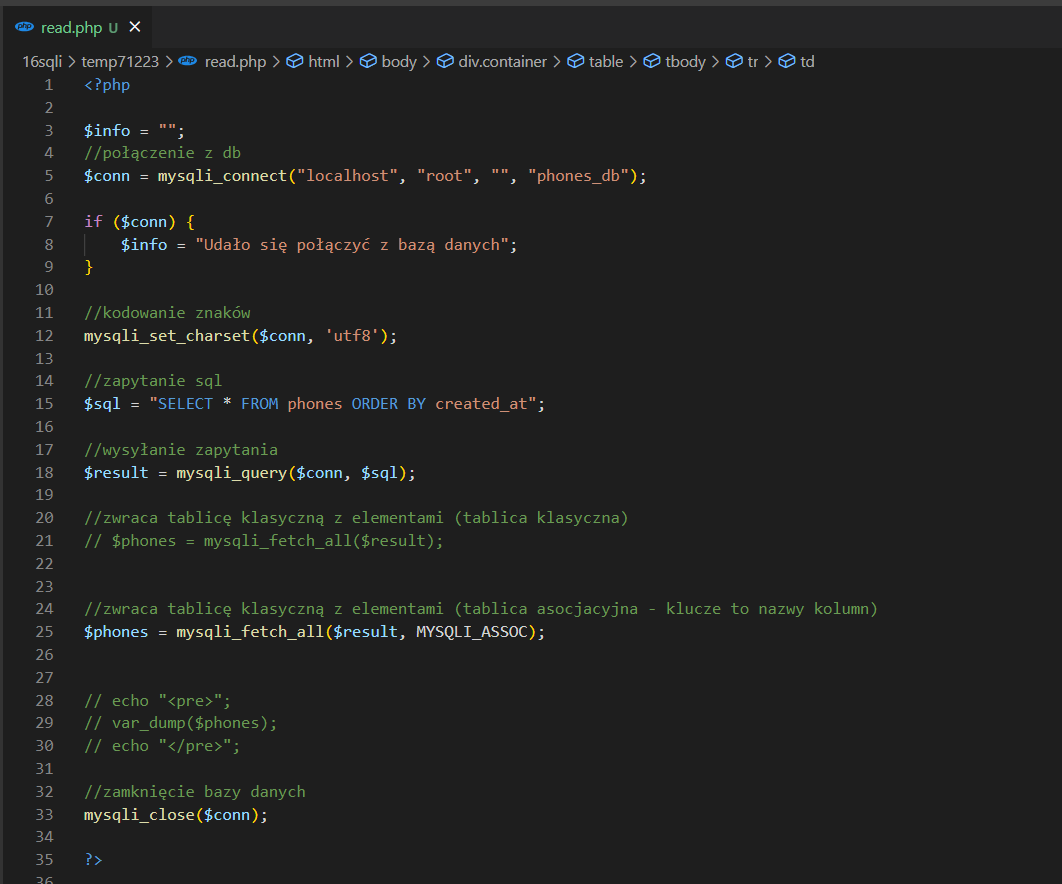 php read.php U ×
16sqli > temp71223 > php read.php > html > body > div.container > table > tbody > tr > td
1 <?php
2
3 $info = "";
4 //połączenie z db
5 $conn = mysqli_connect("localhost", "root", "", "phones_db");
6
7 if ($conn) {
8     $info = "Udało się połączyć z bazą danych";
9 }
10
11 //kodowanie znaków
12 mysqli_set_charset($conn, 'utf8');
13
14 //zapytanie sql
15 $sql = "SELECT * FROM phones ORDER BY created_at";
16
17 //wysyłanie zapytania
18 $result = mysqli_query($conn, $sql);
19
20 //zwraca tablicę klasyczną z elementami (tablica klasyczna)
21 // $phones = mysqli_fetch_all($result);
22
23
24 //zwraca tablicę klasyczną z elementami (tablica asocjacyjna - klucze to nazwy kolumn)
25 $phones = mysqli_fetch_all($result, MYSQLI_ASSOC);
26
27
28 // echo "<pre>";
29 // var_dump($phones);
30 // echo "</pre>";
31
32 //zamknięcie bazy danych
33 mysqli_close($conn);
34
35 ?>
36